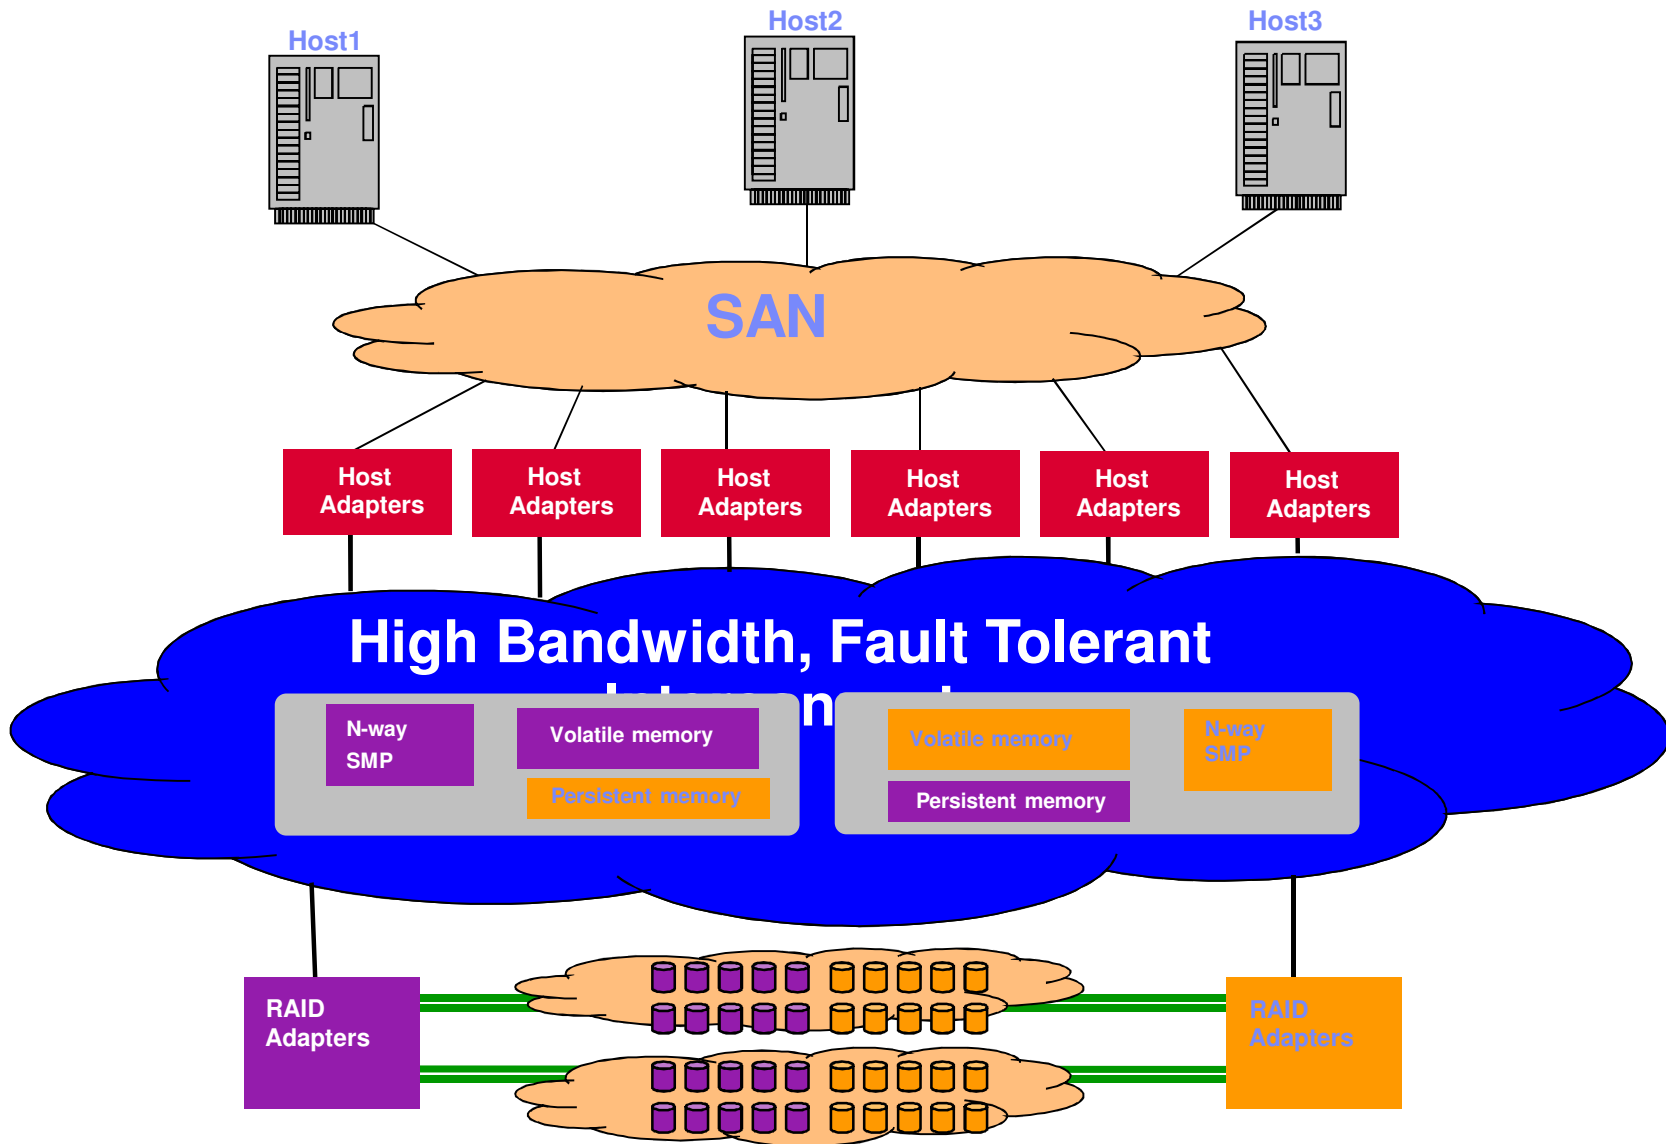 Host1
Host2
Host3
SAN
Host
Adapters
Host
Adapters
Host
Adapters
Host
Adapters
Host
Adapters
Host
Adapters
High Bandwidth, Fault Tolerant
N-way
SMP
Volatile memory
Persistent memory
Volatile memory
Persistent memory
N-way
SMP
RAID
Adapters
RAID
Adapters